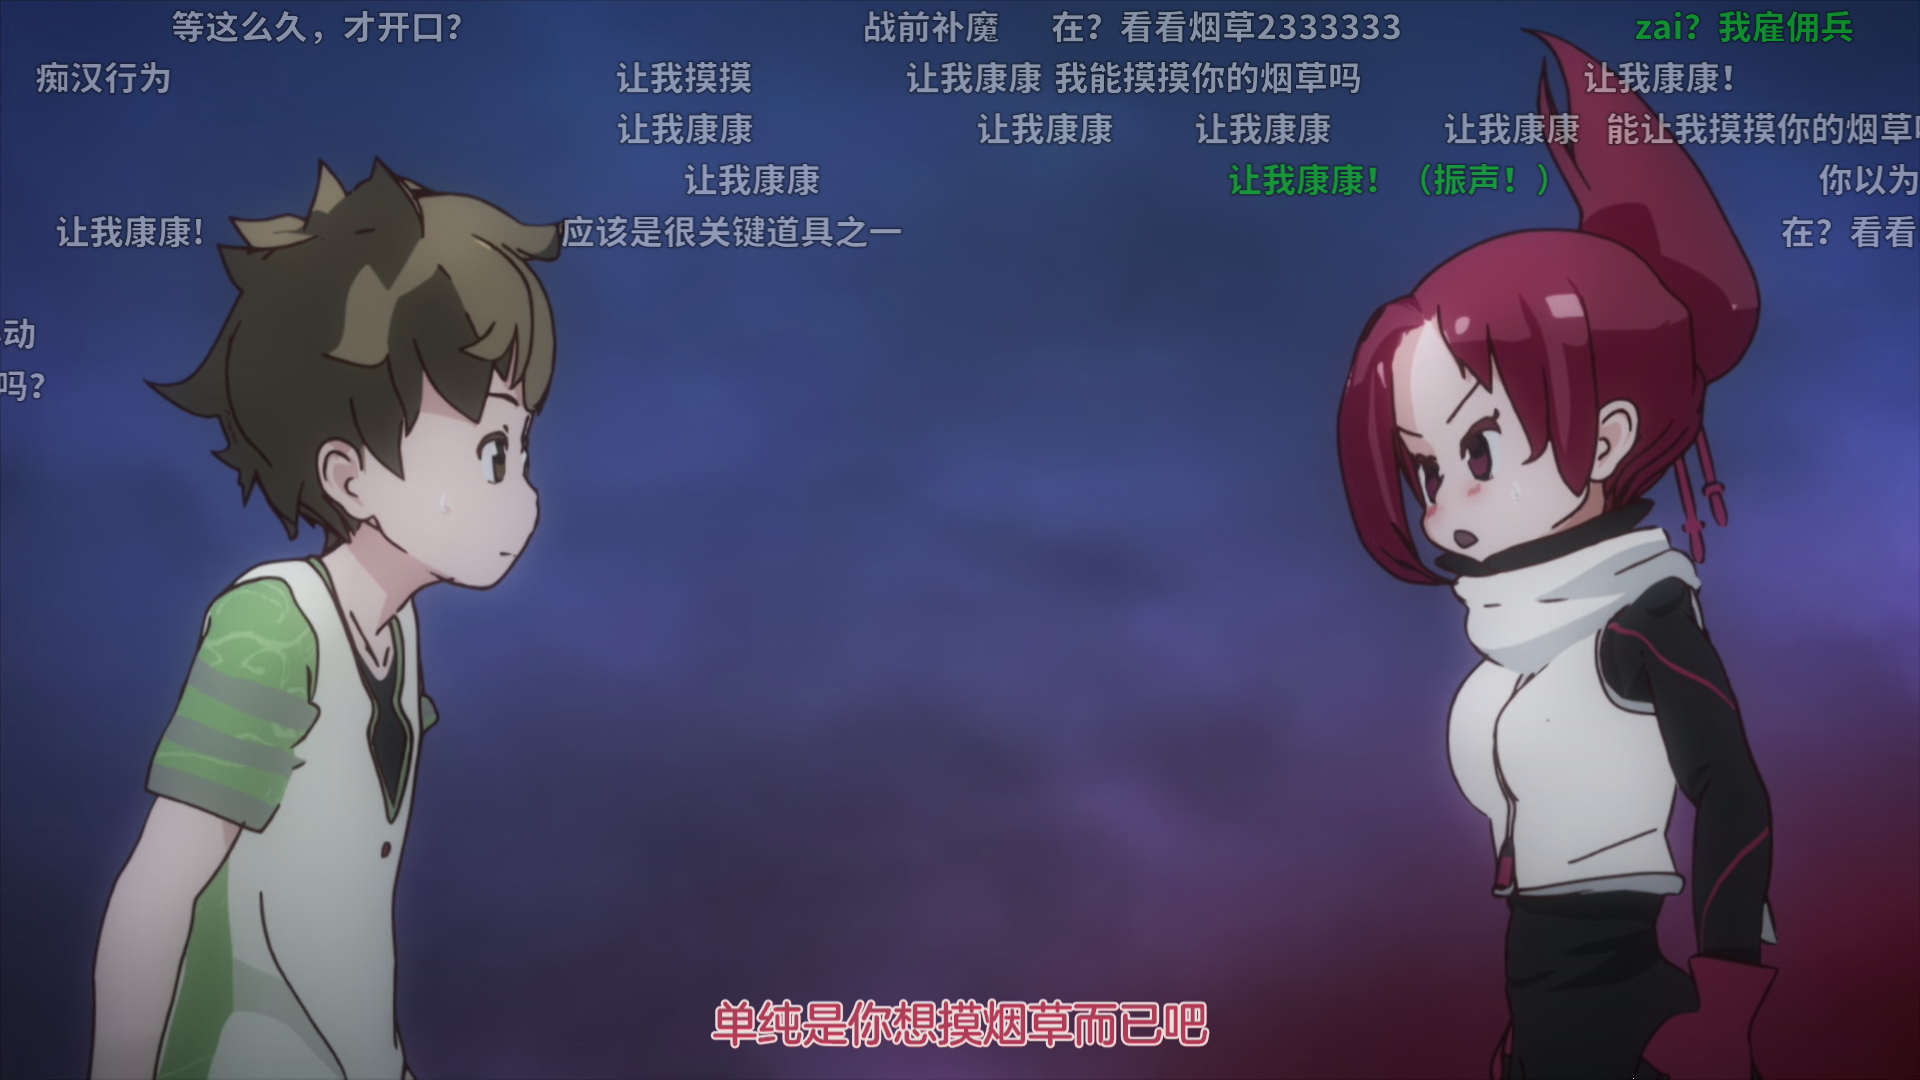 等这么久，才开口？
战前补魔
在？看看烟草2333333
zai？我雇佣兵
痴汉行为
让我摸摸
让我康康
我能摸摸你的烟草吗
让我康康！
让我康康
让我康康
让我康康
让我康康
能让我摸摸你的烟草
让我康康
让我康康！（振声！）
你以为
让我康康!
应该是很关键道具之一
在？看看
动
吗？
单纯是你想摸烟草而已吧